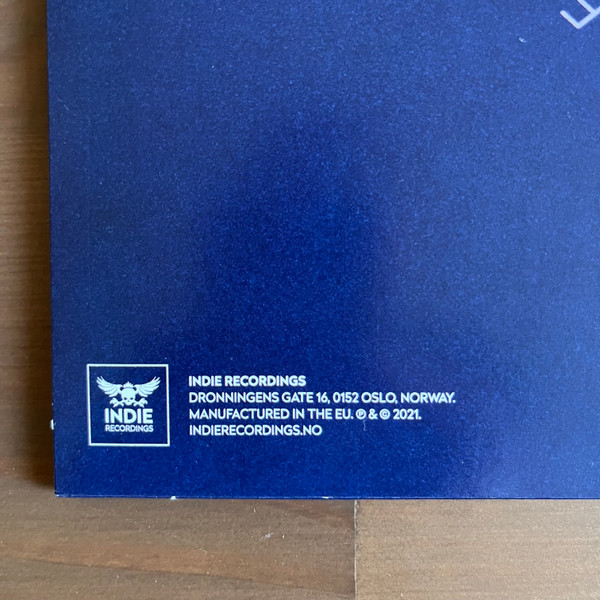 INDIE
RECORDINGS
INDIE RECORDINGS
DRONNINGENS GATE 16, 0152 OSLO, NORWAY.
MANUFACTURED IN THE EU. ℗ & © 2021.
INDIERECORDINGS.NO